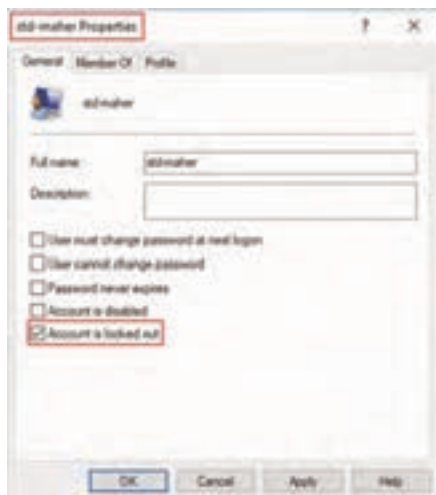 std-maher Properties
? ×
General Member Of Profile
std-maher
Full name: std-maher
Description:
User must change password at next logon
User cannot change password
Password never expires
Account is disabled
Account is locked out
OK Cancel Apply Help